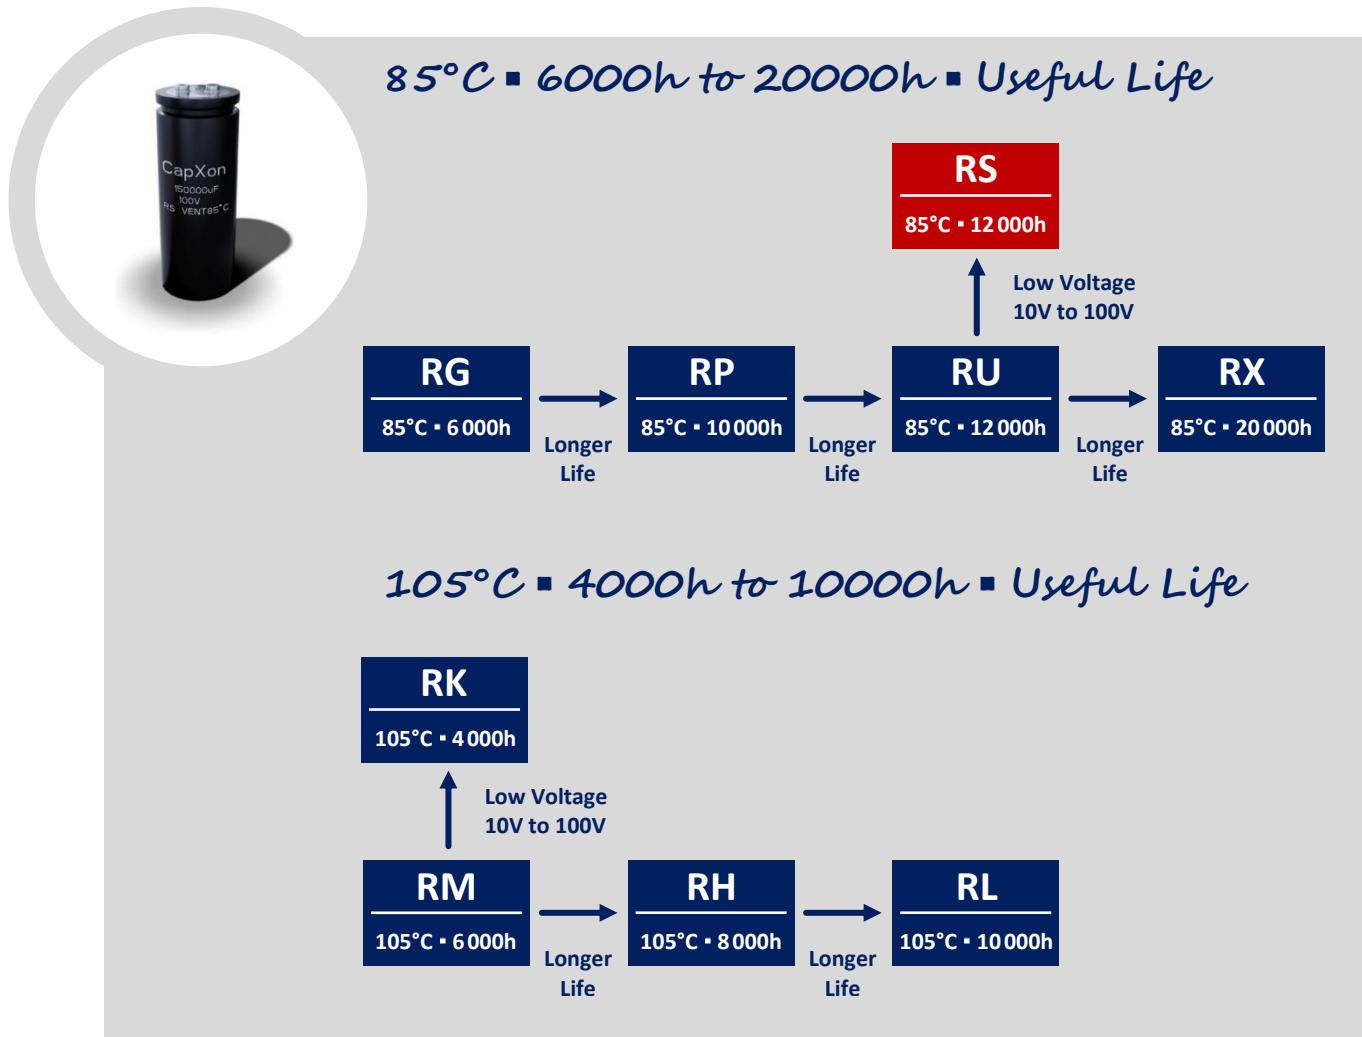 85°C ▪ 6000h to 20000h ▪ Useful Life
CapXon
150000uF
100V
RS VENT85°C
RS
85°C ▪ 12 000h
Low Voltage
10V to 100V
RG
85°C ▪ 6 000h
Longer
Life
RP
85°C ▪ 10 000h
Longer
Life
RU
85°C ▪ 12 000h
Longer
Life
RX
85°C ▪ 20 000h
105°C ▪ 4000h to 10000h ▪ Useful Life
RK
105°C ▪ 4 000h
Low Voltage
10V to 100V
RM
105°C ▪ 6 000h
Longer
Life
RH
105°C ▪ 8 000h
Longer
Life
RL
105°C ▪ 10 000h